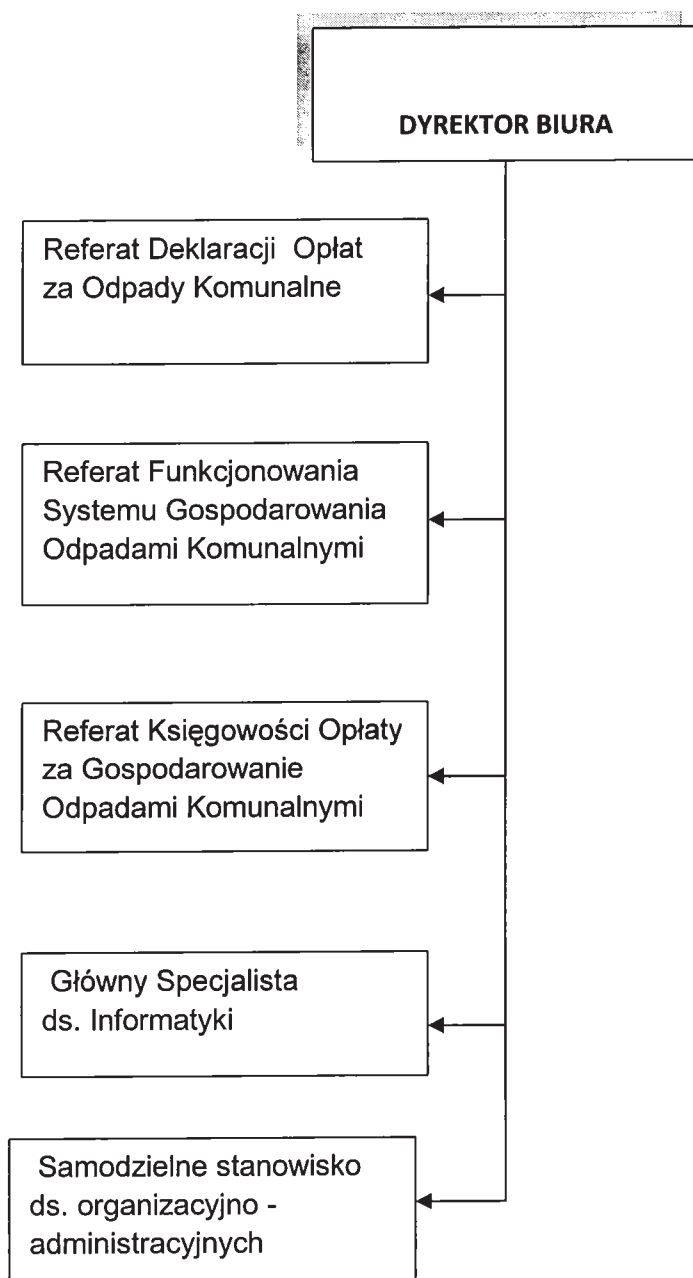 DYREKTOR BIURA
Referat Deklaracji Opłat
za Odpady Komunalne
Referat Funkcjonowania
Systemu Gospodarowania
Odpadami Komunalnymi
Referat Księgowości Opłaty
za Gospodarowanie
Odpadami Komunalnymi
Główny Specjalista
ds. Informatyki
Samodzielne stanowisko
ds. organizacyjno -
administracyjnych